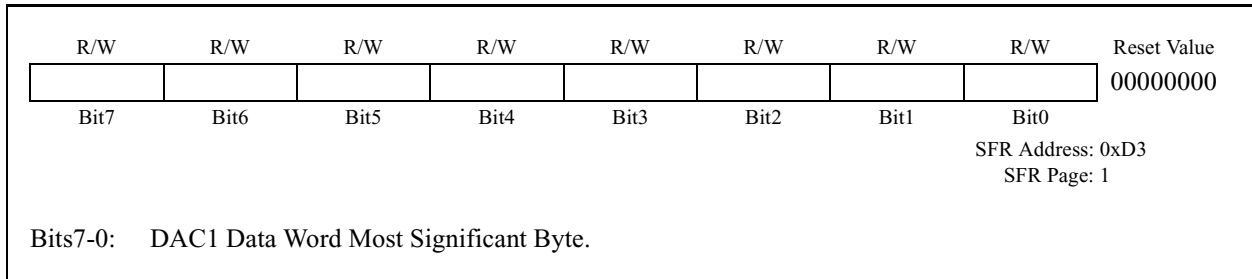 R/W R/W R/W R/W R/W R/W R/W R/W Reset Value
00000000
Bit7 Bit6 Bit5 Bit4 Bit3 Bit2 Bit1 Bit0
SFR Address: 0xD3
SFR Page: 1
Bits7-0: DAC1 Data Word Most Significant Byte.